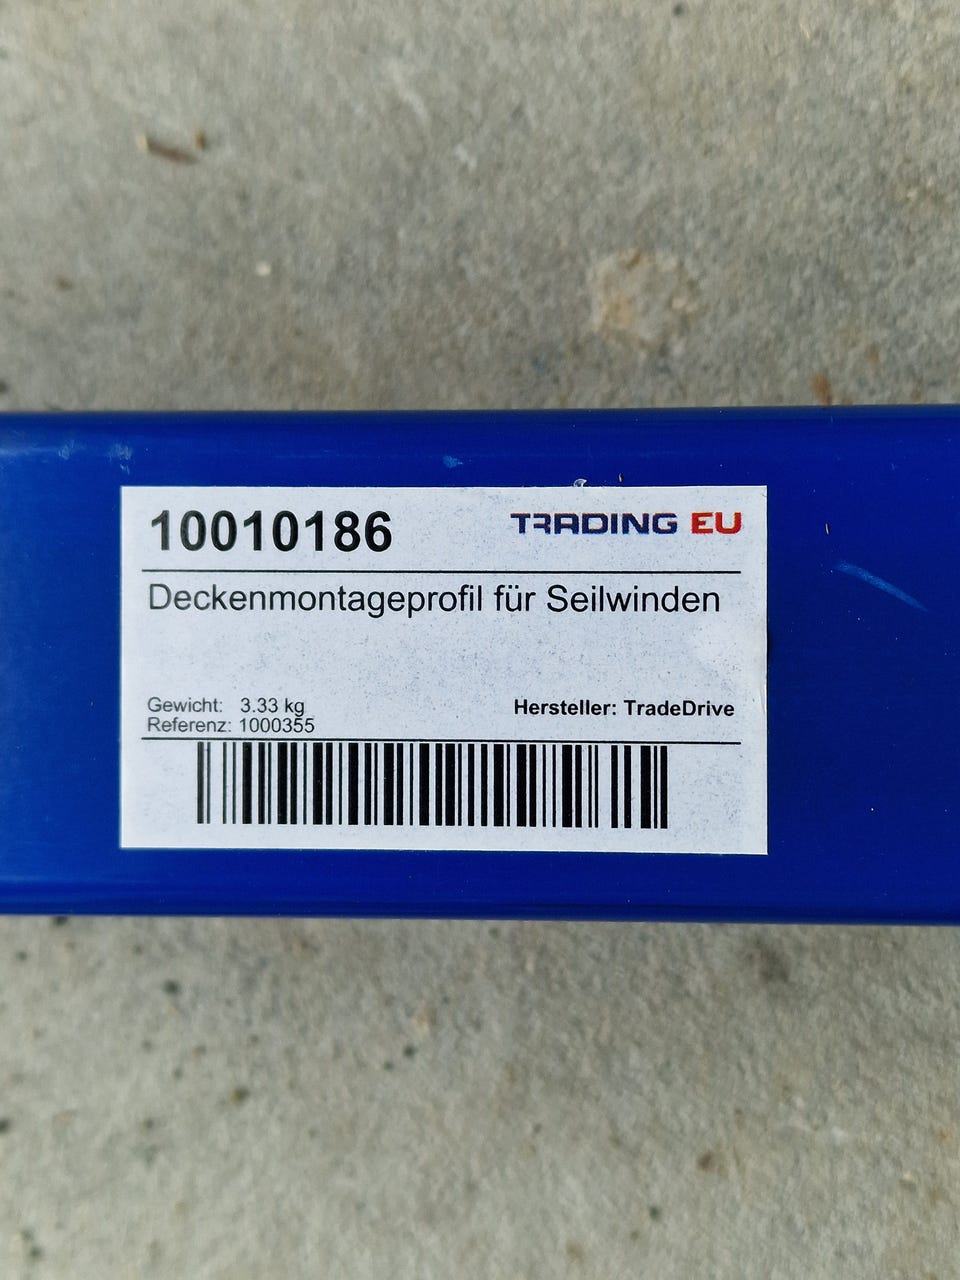 10010186 TRADING EU
Deckenmontageprofil für Seilwinden
Gewicht: 3.33 kg Hersteller: TradeDrive
Referenz: 1000355